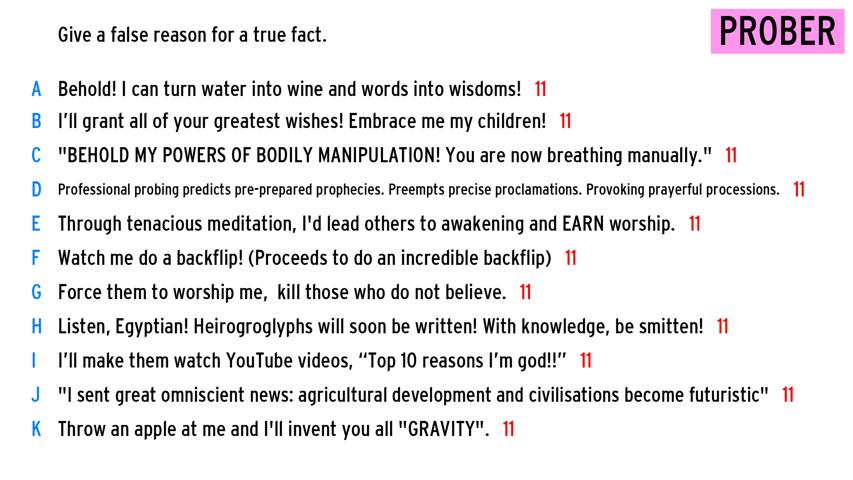 Give a false reason for a true fact.
PROBER
A Behold! I can turn water into wine and words into wisdoms! 11
B I'll grant all of your greatest wishes! Embrace me my children! 11
C "BEHOLD MY POWERS OF BODILY MANIPULATION! You are now breathing manually." 11
D Professional probing predicts pre-prepared prophecies. Preempts precise proclamations. Provoking prayerful processions. 11
E Through tenacious meditation, I'd lead others to awakening and EARN worship. 11
F Watch me do a backflip! (Proceeds to do an incredible backflip) 11
G Force them to worship me,  kill those who do not believe. 11
H Listen, Egyptian! Heirogroglyphs will soon be written! With knowledge, be smitten! 11
I I'll make them watch YouTube videos, “Top 10 reasons I'm god!!” 11
J "I sent great omniscient news: agricultural development and civilisations become futuristic" 11
K Throw an apple at me and I'll invent you all "GRAVITY". 11